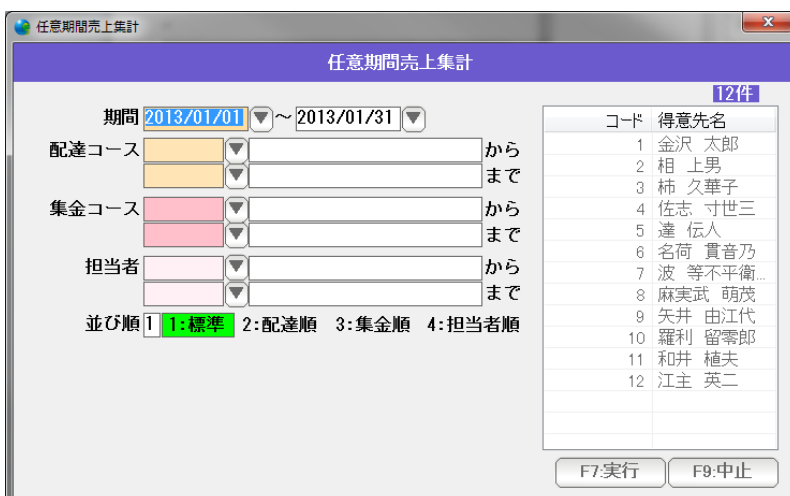 任意期間売上集計
任意期間売上集計
12件
期間 2013/01/01 ～ 2013/01/31
配達コース から
まで
集金コース から
まで
担当者 から
まで
並び順 1 1:標準 2:配達順 3:集金順 4:担当者順
コード 得意先名
1 金沢 太郎
2 相 上男
3 柿 久華子
4 佐志 寸世三
5 達 伝人
6 名荷 貫音乃
7 波 等不平衛...
8 麻実武 萌茂
9 矢井 由江代
10 羅利 留零郎
11 和井 植夫
12 江主 英二
F7:実行 F9:中止